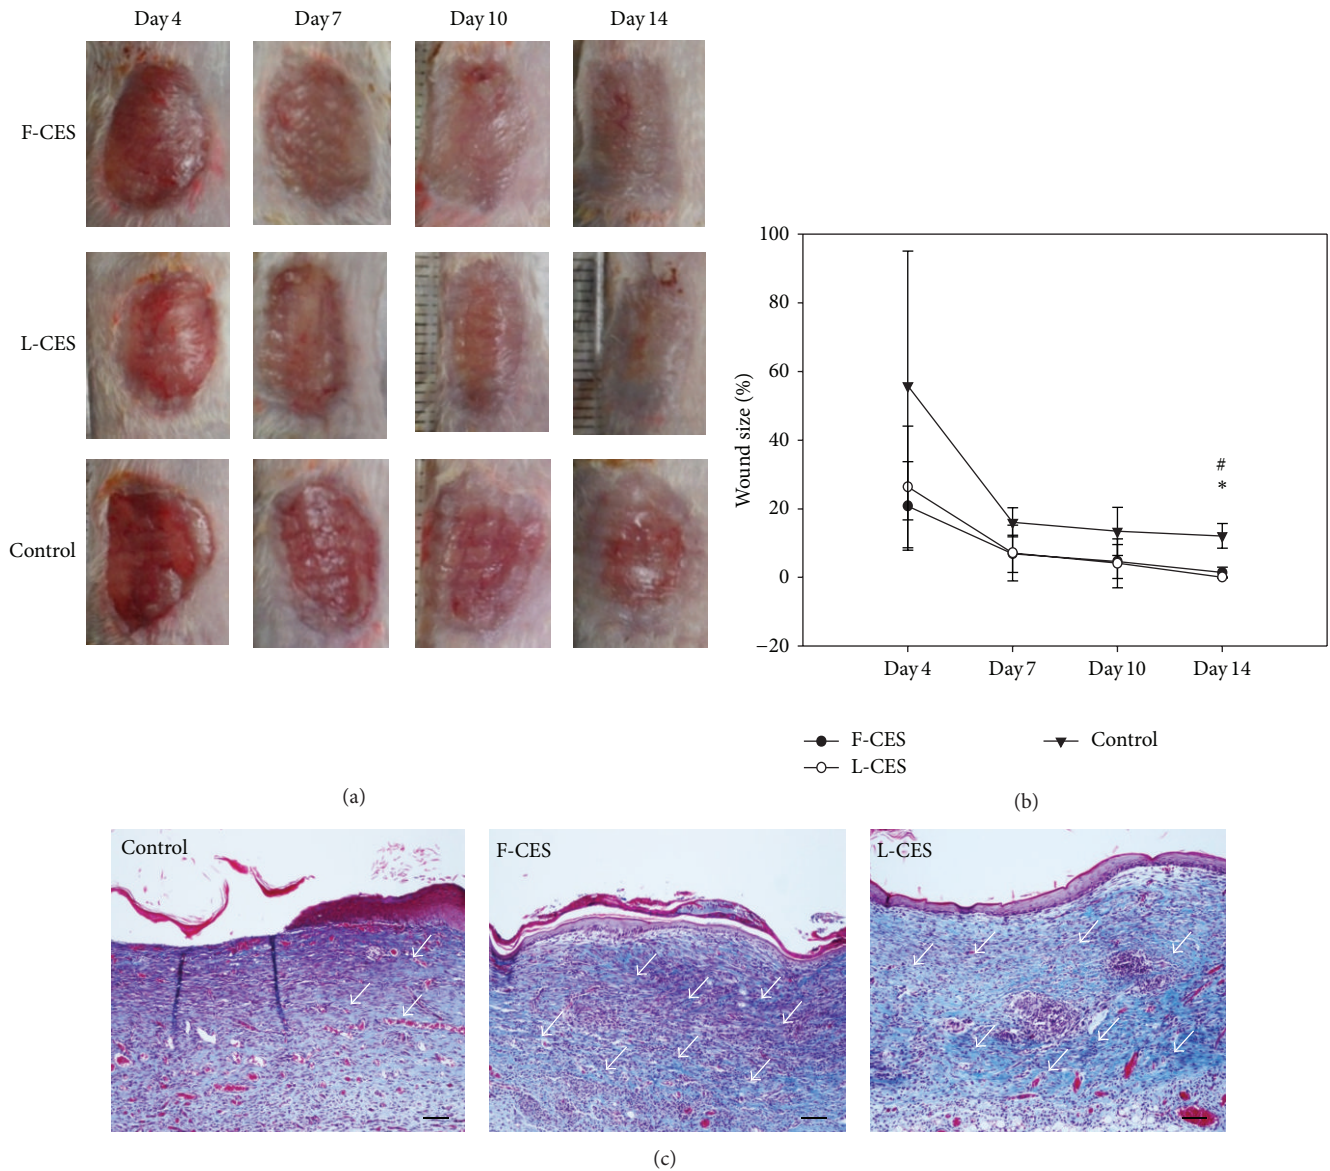 Day 4 Day 7 Day 10 Day 14
F-CES
L-CES
Control
(a)
100
80
60
40
20
0
−20
Wound size (%)
#
*
Day 4 Day 7 Day 10 Day 14
F-CES
L-CES
Control
(b)
Control
F-CES
L-CES
(c)